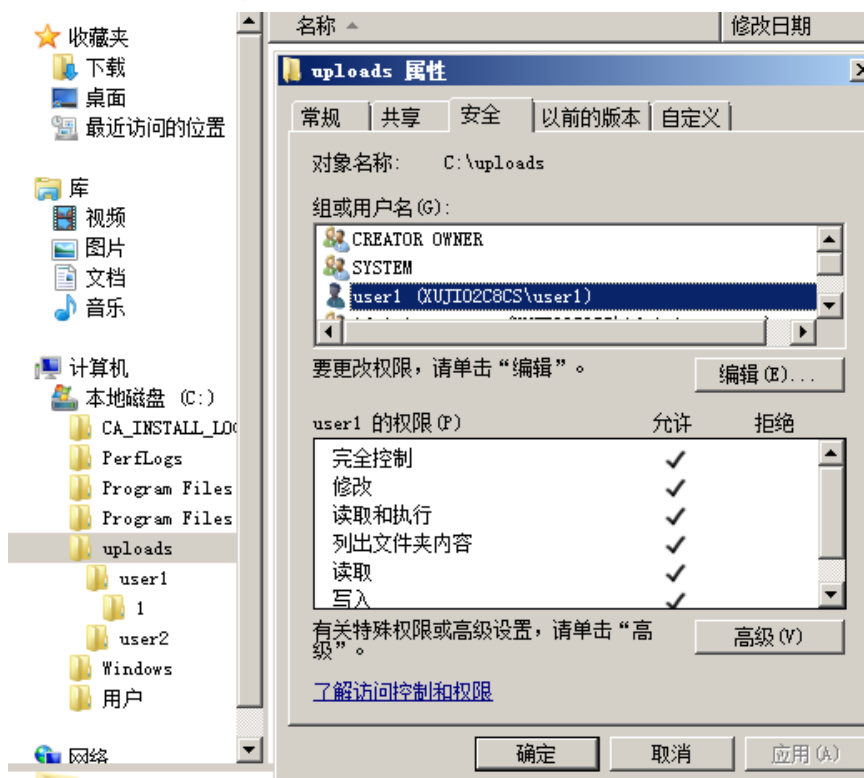 名称
修改日期
收藏夹
下载
桌面
最近访问的位置
库
视频
图片
文档
音乐
计算机
本地磁盘 (C:)
CA_INSTALL_LO
PerfLogs
Program Files
Program Files
uploads
user1
1
user2
Windows
用户
网络
uploads 属性
常规
共享
安全
以前的版本
自定义
对象名称: C:\uploads
组或用户名(G):
CREATOR OWNER
SYSTEM
user1 (XUJIO2C8CS\user1)
要更改权限，请单击“编辑”。
编辑(E)...
user1 的权限(P) 允许 拒绝
完全控制
修改
读取和执行
列出文件夹内容
读取
写入
有关特殊权限或高级设置，请单击“高
级”。
高级(V)
了解访问控制和权限
确定
取消
应用(A)